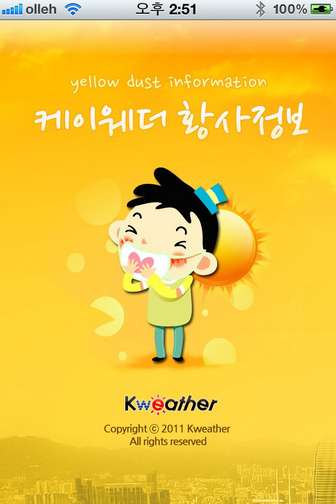 olleh 오후 2:51 100%
yellow dust information
케이웨더 황사정보
Kweather
Copyright ⓒ 2011 Kweather
All rights reserved